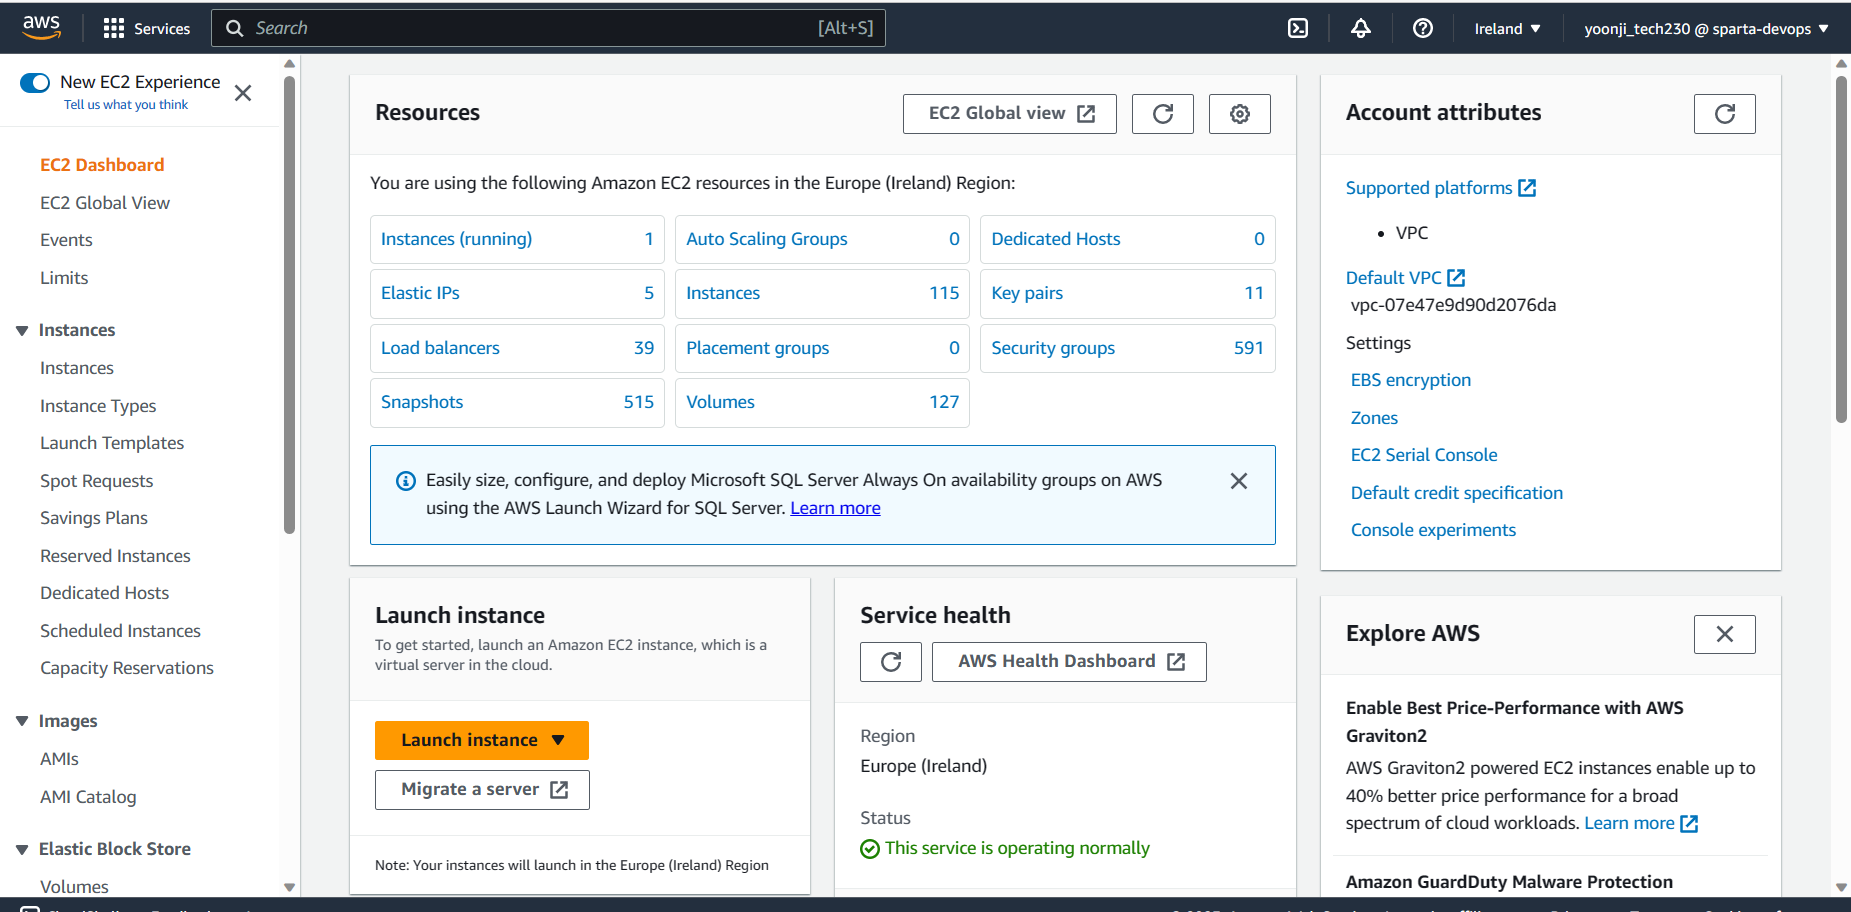 aws
Services
Search
[Alt+S]
Ireland ▼
yoonji_tech230 @ sparta-devops ▼
New EC2 Experience
Tell us what you think
EC2 Dashboard
EC2 Global View
Events
Limits
Instances
Instances
Instance Types
Launch Templates
Spot Requests
Savings Plans
Reserved Instances
Dedicated Hosts
Scheduled Instances
Capacity Reservations
Images
AMIs
AMI Catalog
Elastic Block Store
Volumes
Resources
EC2 Global view
You are using the following Amazon EC2 resources in the Europe (Ireland) Region:
Instances (running) 1
Auto Scaling Groups 0
Dedicated Hosts 0
Elastic IPs 5
Instances 115
Key pairs 11
Load balancers 39
Placement groups 0
Security groups 591
Snapshots 515
Volumes 127
Easily size, configure, and deploy Microsoft SQL Server Always On availability groups on AWS
using the AWS Launch Wizard for SQL Server. Learn more
Launch instance
To get started, launch an Amazon EC2 instance, which is a
virtual server in the cloud.
Launch instance ▼
Migrate a server
Note: Your instances will launch in the Europe (Ireland) Region
Service health
AWS Health Dashboard
Region
Europe (Ireland)
Status
This service is operating normally
Account attributes
Supported platforms
• VPC
Default VPC
vpc-07e47e9d90d2076da
Settings
EBS encryption
Zones
EC2 Serial Console
Default credit specification
Console experiments
Explore AWS
Enable Best Price-Performance with AWS
Graviton2
AWS Graviton2 powered EC2 instances enable up to
40% better price performance for a broad
spectrum of cloud workloads. Learn more
Amazon GuardDuty Malware Protection